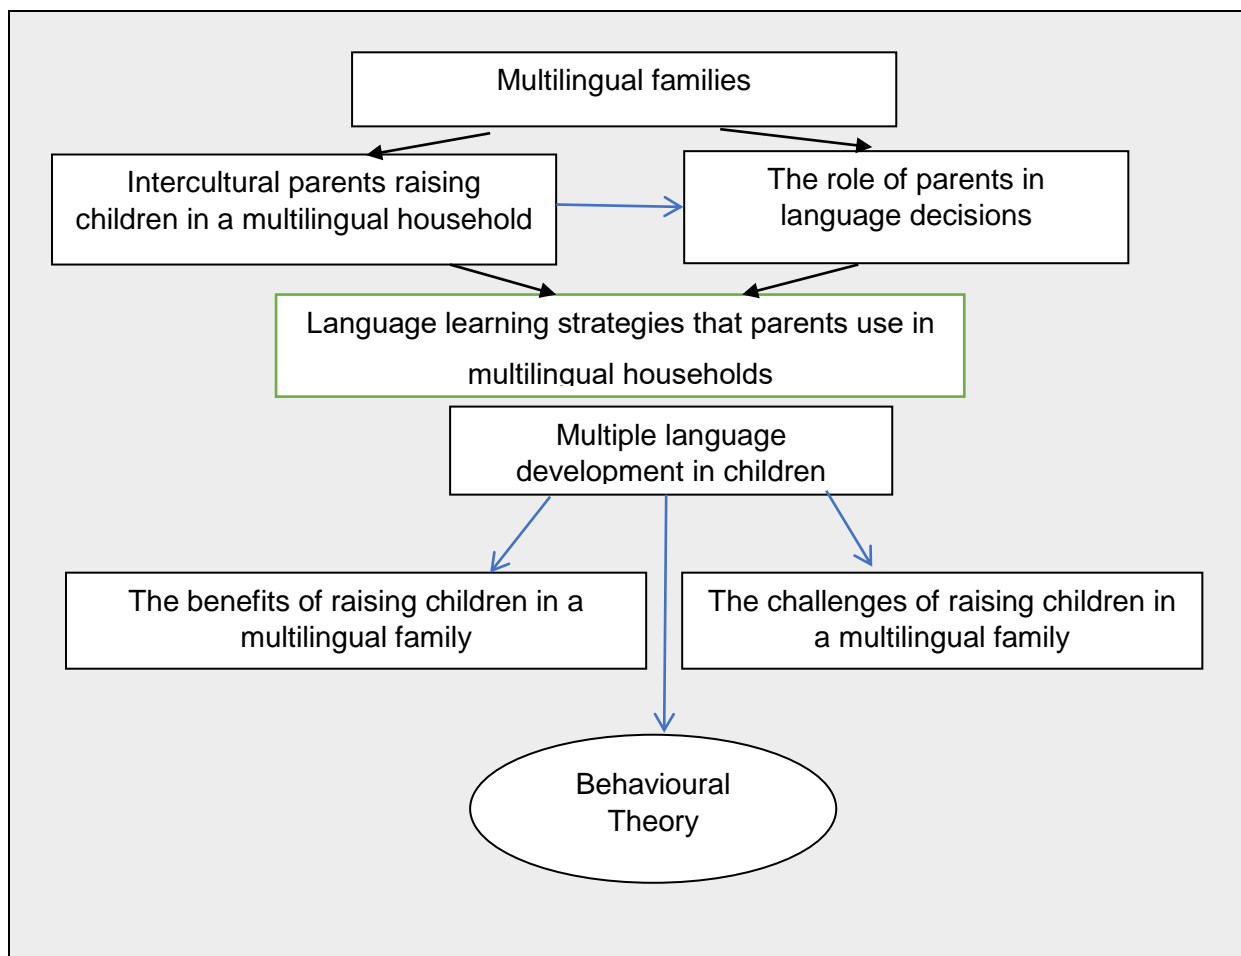 Multilingual families
Intercultural parents raising
children in a multilingual household
The role of parents in
language decisions
Language learning strategies that parents use in
multilingual households
Multiple language
development in children
The benefits of raising children in a
multilingual family
The challenges of raising children in
a multilingual family
Behavioural
Theory